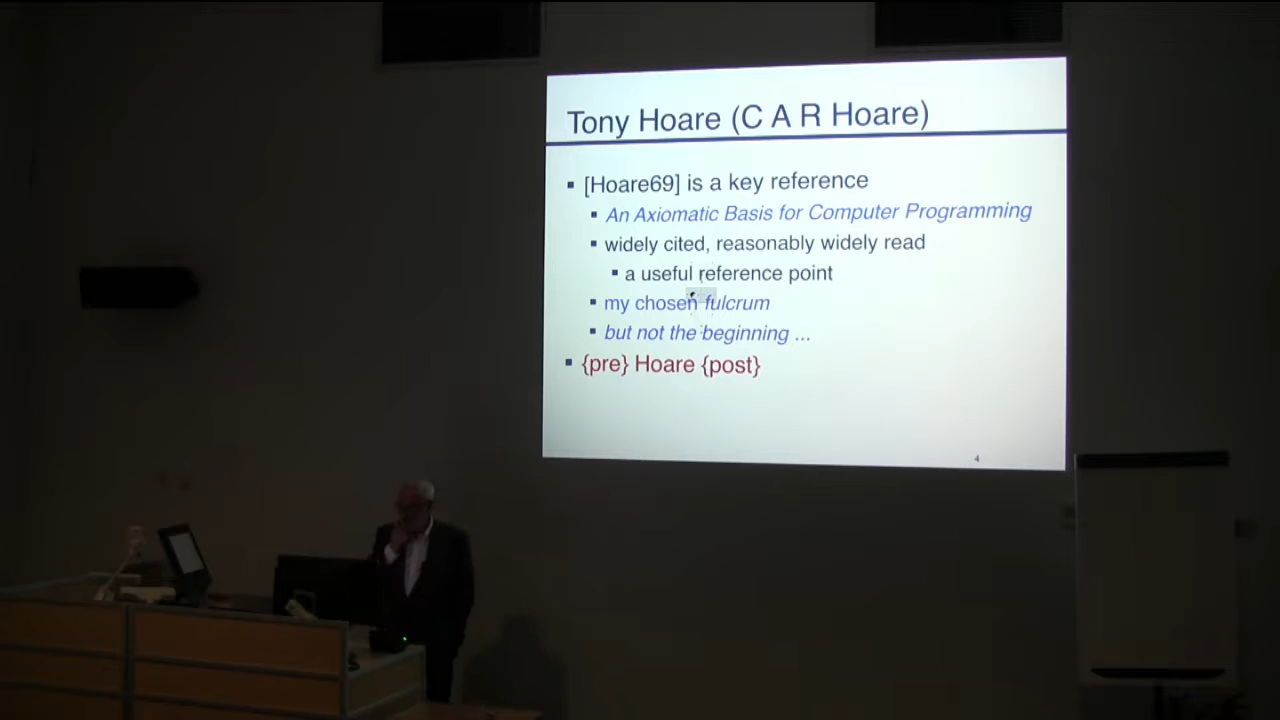 Tony Hoare (C A R Hoare)
[Hoare69] is a key reference
An Axiomatic Basis for Computer Programming
widely cited, reasonably widely read
a useful reference point
my chosen fulcrum
but not the beginning ...
{pre} Hoare {post}
4